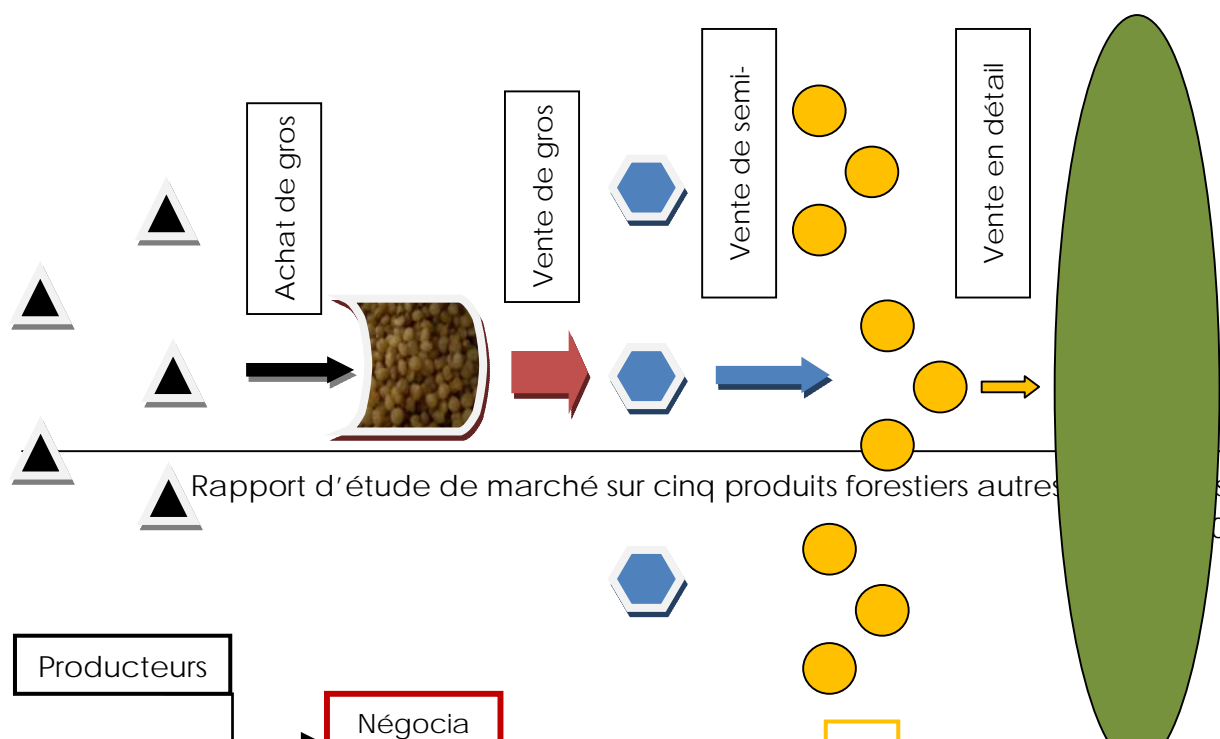 Achat de gros
Vente de gros
Vente de semi-
Vente en détail
Rapport d'étude de marché sur cinq produits forestiers autres
Producteurs
Négocia